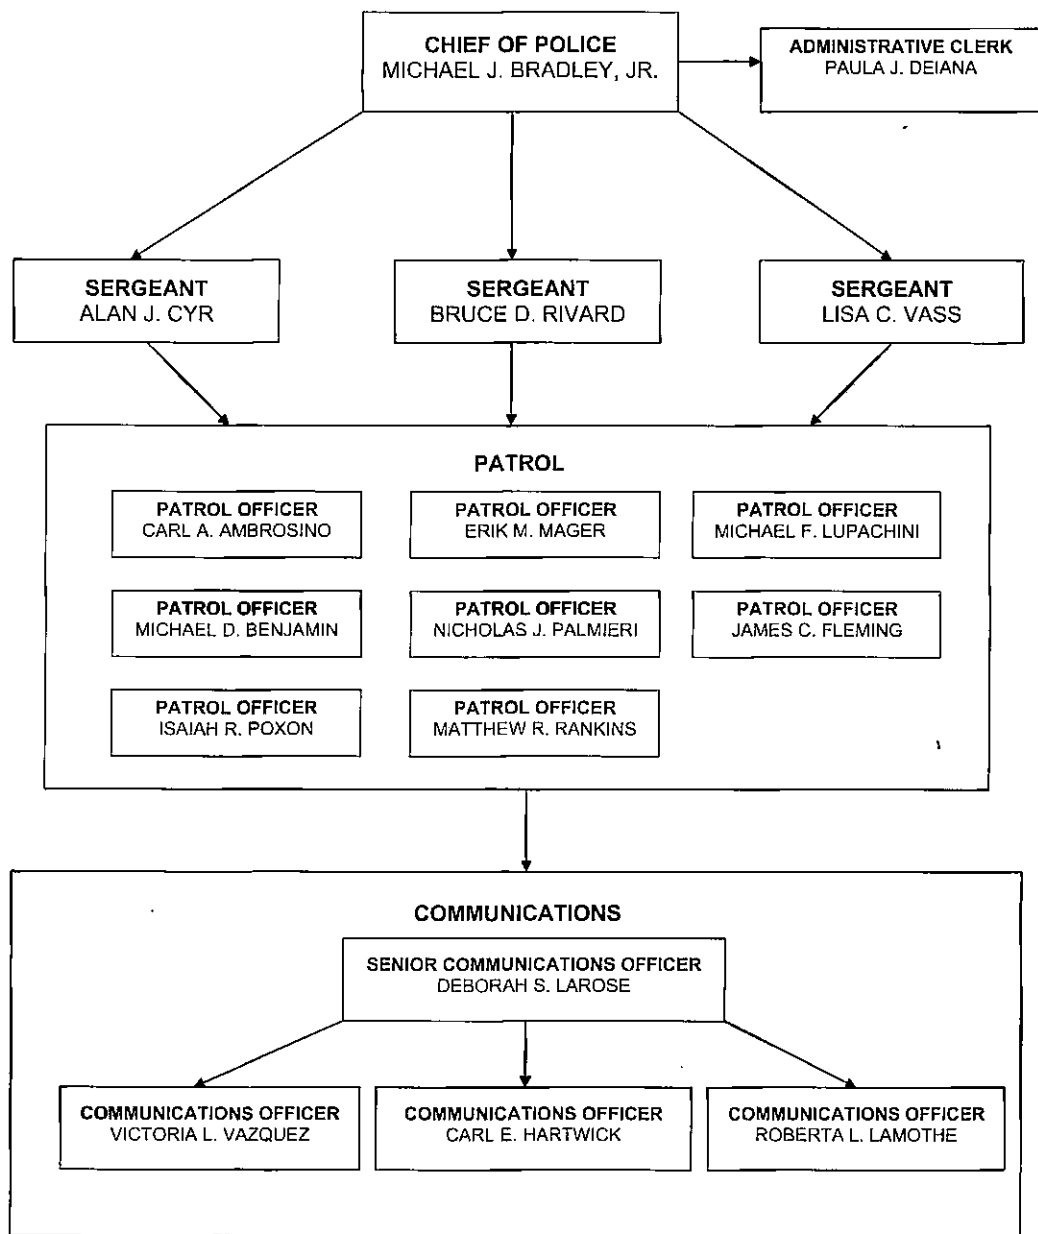 CHIEF OF POLICE
MICHAEL J. BRADLEY, JR.
ADMINISTRATIVE CLERK
PAULA J. DEIANA
SERGEANT
ALAN J. CYR
SERGEANT
BRUCE D. RIVARD
SERGEANT
LISA C. VASS
PATROL
PATROL OFFICER
CARL A. AMBROSINO
PATROL OFFICER
ERIK M. MAGER
PATROL OFFICER
MICHAEL F. LUPACHINI
PATROL OFFICER
MICHAEL D. BENJAMIN
PATROL OFFICER
NICHOLAS J. PALMIERI
PATROL OFFICER
JAMES C. FLEMING
PATROL OFFICER
ISAIAH R. POXON
PATROL OFFICER
MATTHEW R. RANKINS
COMMUNICATIONS
SENIOR COMMUNICATIONS OFFICER
DEBORAH S. LAROSE
COMMUNICATIONS OFFICER
VICTORIA L. VAZQUEZ
COMMUNICATIONS OFFICER
CARL E. HARTWICK
COMMUNICATIONS OFFICER
ROBERTA L. LAMOTHE